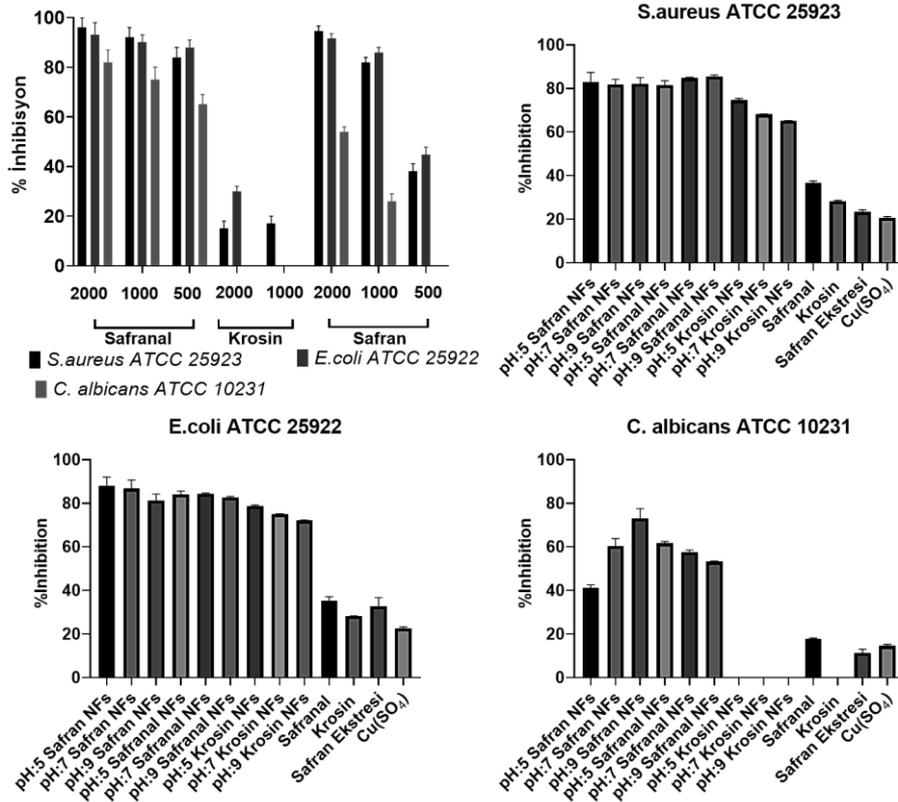 100
80
60
40
20
0
% inhibisyon
2000 1000 500 2000 1000 2000 1000 500
Safranal Krosin Safran
S.aureus ATCC 25923 E.coli ATCC 25922
C. albicans ATCC 10231
S.aureus ATCC 25923
100
80
60
40
20
0
%Inhibition
pH:5 Safran NFs
pH:7 Safran NFs
pH:9 Safran NFs
pH:5 Safranal NFs
pH:7 Safranal NFs
pH:9 Safranal NFs
pH:5 Krosin NFs
pH:7 Krosin NFs
pH:9 Krosin NFs
Safranal
Krosin
Safran Ekstresi
Cu(SO₄)
E.coli ATCC 25922
100
80
60
40
20
0
%Inhibition
pH:5 Safran NFs
pH:7 Safran NFs
pH:9 Safran NFs
pH:5 Safranal NFs
pH:7 Safranal NFs
pH:9 Safranal NFs
pH:5 Krosin NFs
pH:7 Krosin NFs
pH:9 Krosin NFs
Safranal
Krosin
Safran Ekstresi
Cu(SO₄)
C. albicans ATCC 10231
100
80
60
40
20
0
%Inhibition
pH:5 Safran NFs
pH:7 Safran NFs
pH:9 Safran NFs
pH:5 Safranal NFs
pH:7 Safranal NFs
pH:9 Safranal NFs
pH:5 Krosin NFs
pH:7 Krosin NFs
pH:9 Krosin NFs
Safranal
Krosin
Safran Ekstresi
Cu(SO₄)